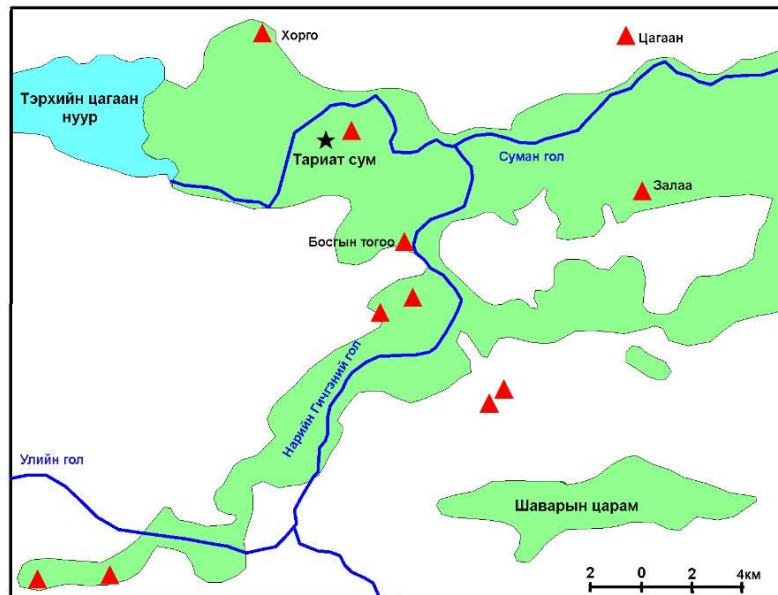 Хорго
Цагаан
Тэрхийн цагаан
нуур
Тариат сум
Суман гол
Залаа
Босгын тогоо
Нарийн Гичгэний гол
Улийн гол
Шаварын царам
2 0 2 4км